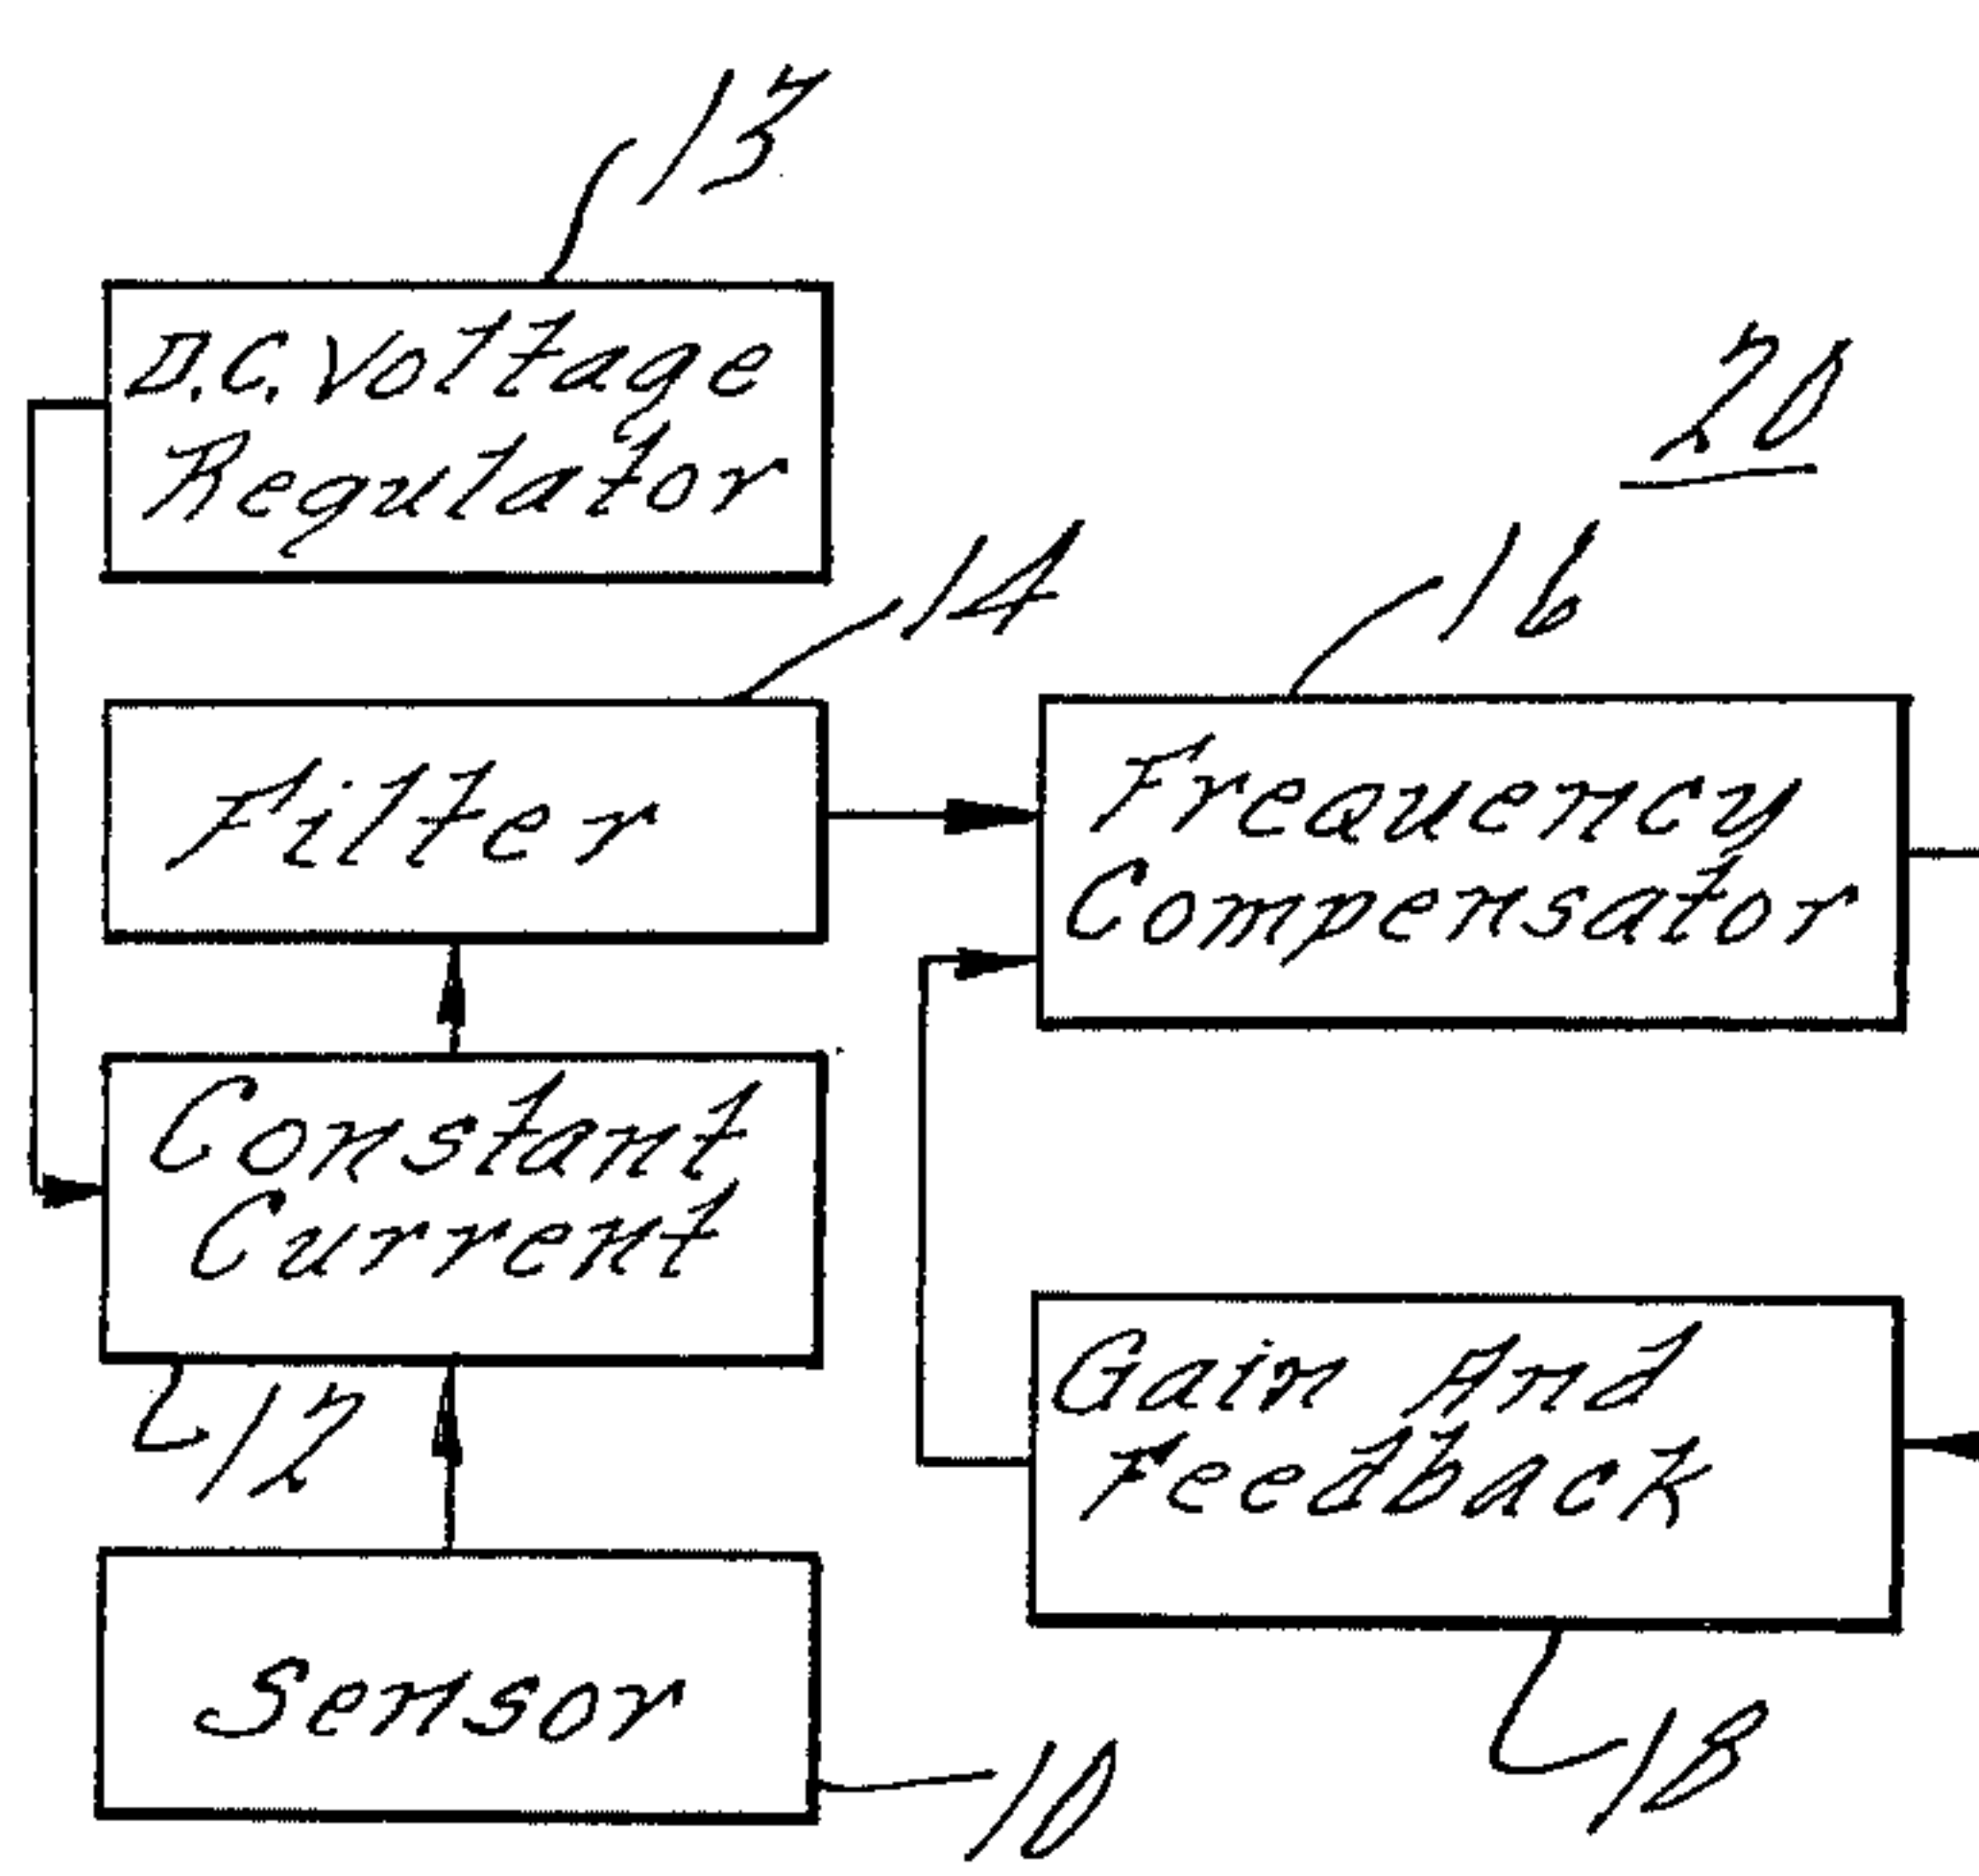 13
D.C. Voltage
Regulator
20
14
16
Filter
Frequency
Compensator
Constant
Current
12
Gain And
Feedback
Sensor
10
18